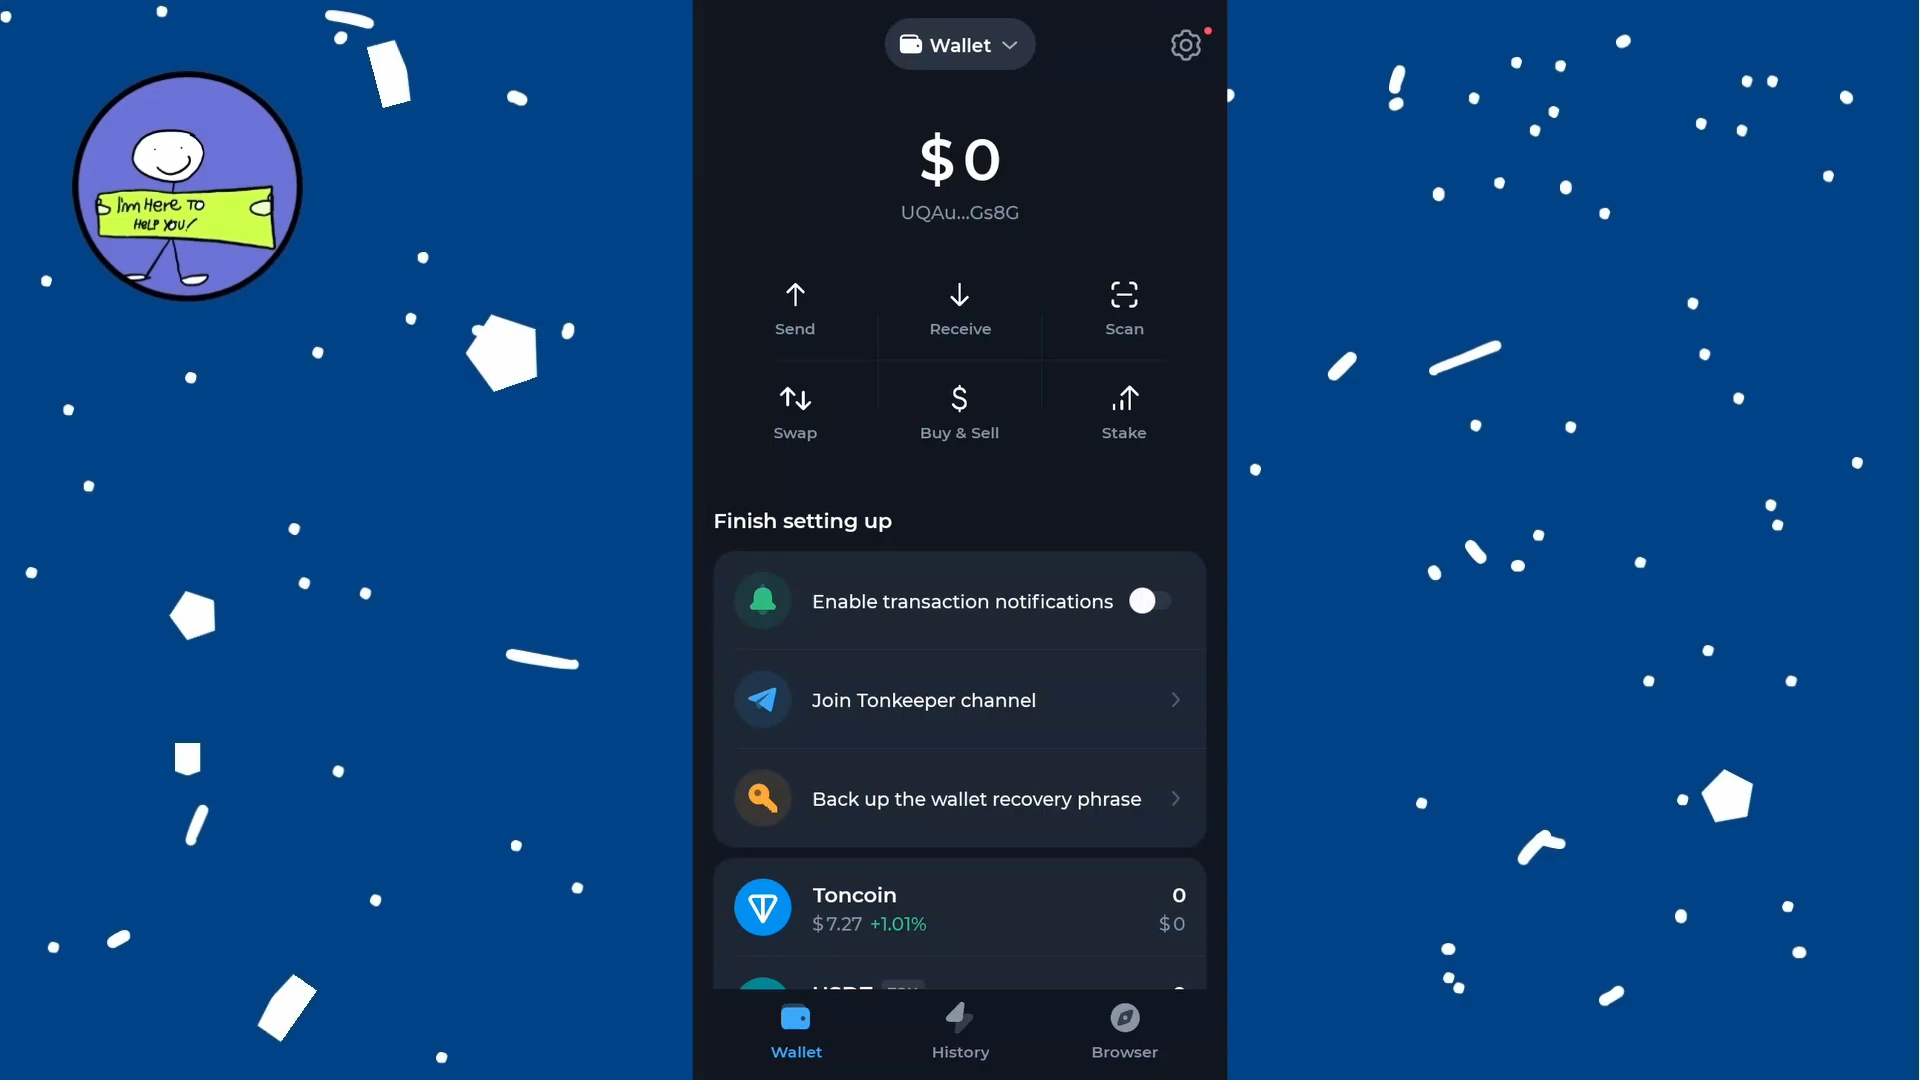 Wallet
I'm Here To
Help You!
$0
UQAu...Gs8G
Send
Receive
Scan
Swap
Buy & Sell
Stake
Finish setting up
Enable transaction notifications
Join Tonkeeper channel
Back up the wallet recovery phrase
Toncoin
0
$7.27 +1.01%
$0
Wallet
History
Browser